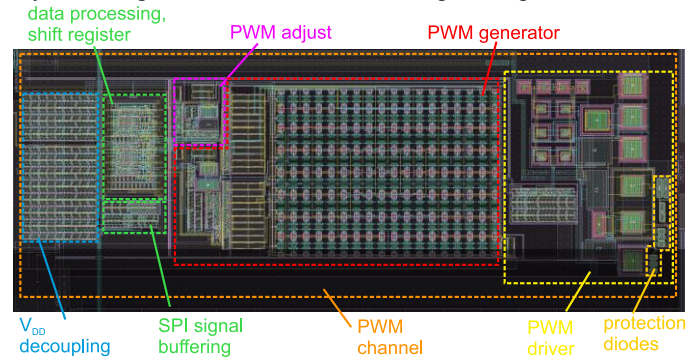 data processing,
shift register
PWM adjust
PWM generator
VDD
decoupling
SPI signal
buffering
PWM
channel
PWM
driver
protection
diodes